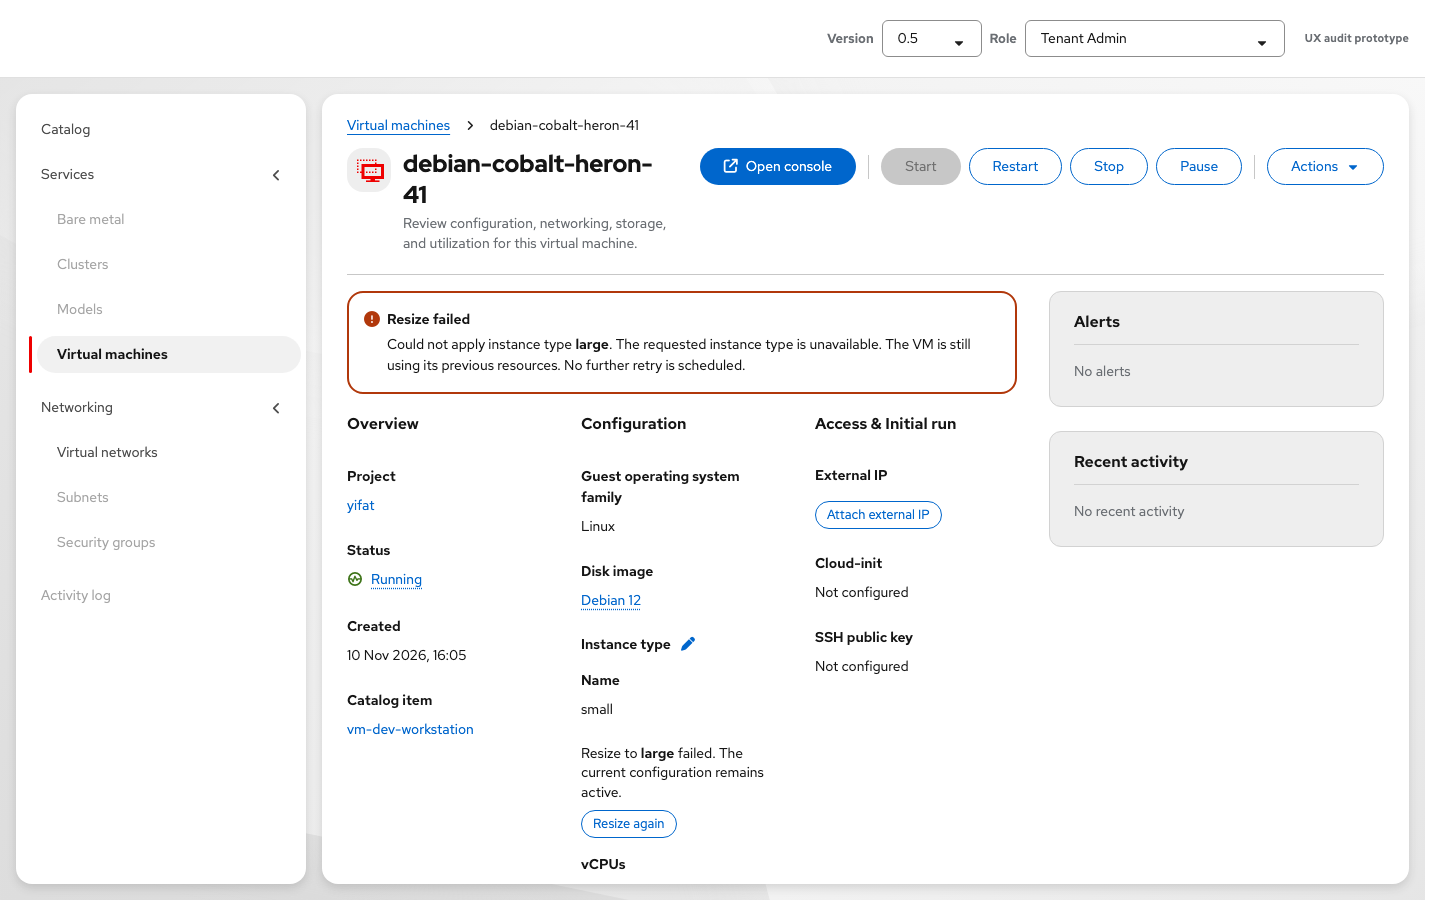 Version
0.5
Role
Tenant Admin
UX audit prototype
Catalog
Services
Bare metal
Clusters
Models
Virtual machines
Networking
Virtual networks
Subnets
Security groups
Activity log
Virtual machines
debian-cobalt-heron-41
debian-cobalt-heron-
41
Review configuration, networking, storage,
and utilization for this virtual machine.
Open console
Start
Restart
Stop
Pause
Actions
Resize failed
Could not apply instance type large. The requested instance type is unavailable. The VM is still
using its previous resources. No further retry is scheduled.
Overview
Project
yifat
Status
Running
Created
10 Nov 2026, 16:05
Catalog item
vm-dev-workstation
Configuration
Guest operating system
family
Linux
Disk image
Debian 12
Instance type
Name
small
Resize to large failed. The
current configuration remains
active.
Resize again
vCPUs
Access & Initial run
External IP
Attach external IP
Cloud-init
Not configured
SSH public key
Not configured
Alerts
No alerts
Recent activity
No recent activity